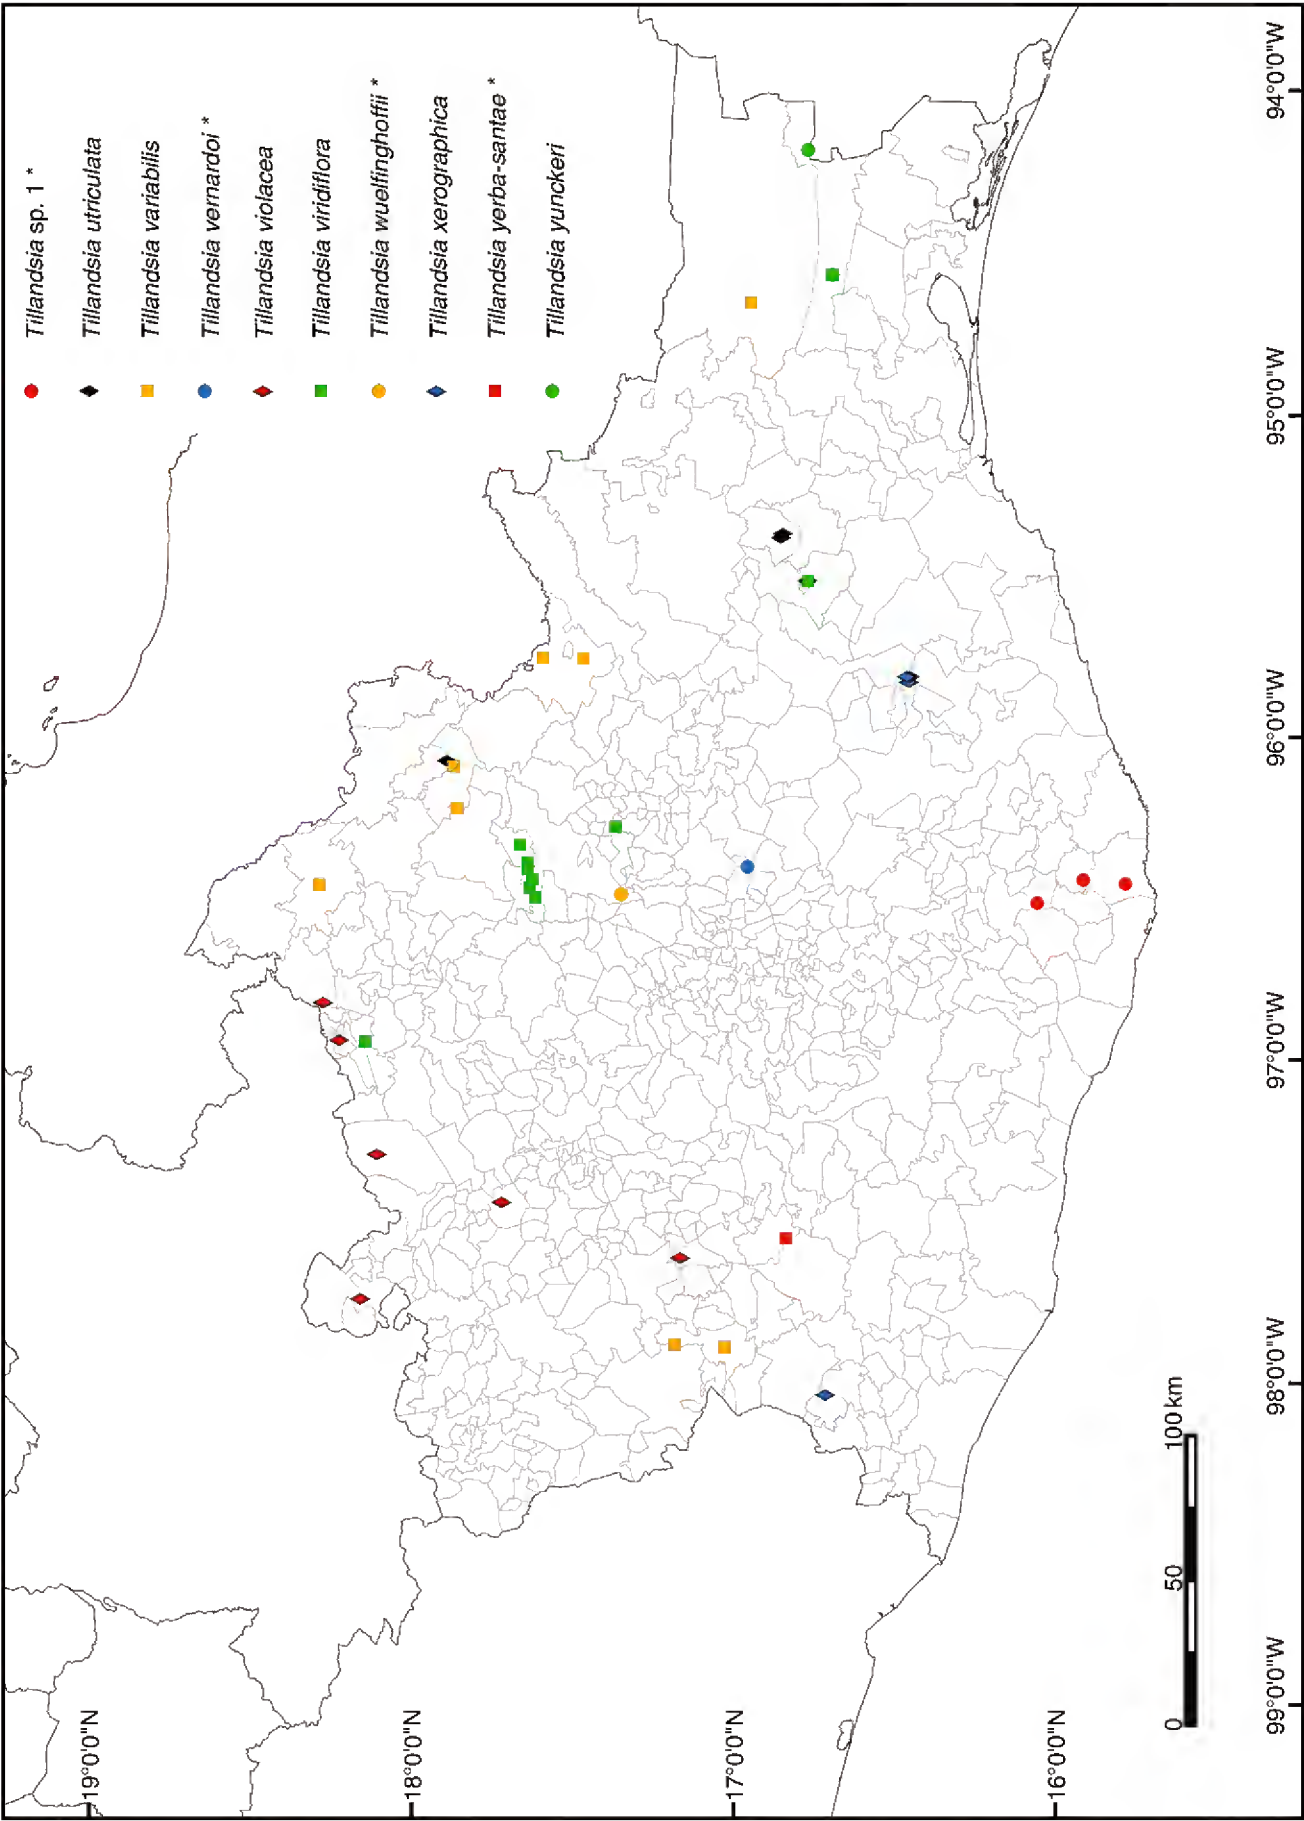 Tillandsia sp. 1 *
Tillandsia utriculata
Tillandsia variabilis
Tillandsia vernardoi *
Tillandsia violacea
Tillandsia viridiflora
Tillandsia wuelfinghoffii *
Tillandsia xerographica
Tillandsia yerba-santae *
Tillandsia yunckeri
19°0'0"N
18°0'0"N
17°0'0"N
16°0'0"N
0 50 100 km
99°0'0"W 98°0'0"W 97°0'0"W 96°0'0"W 95°0'0"W 94°0'0"W